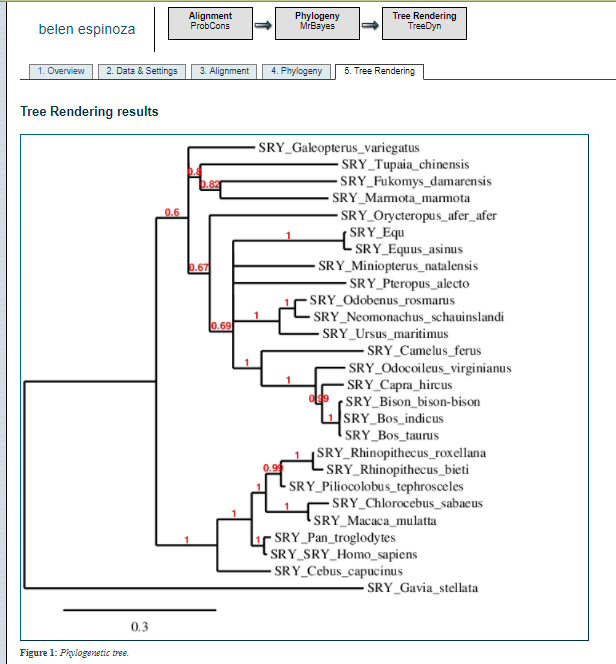 belen espinoza
Alignment
ProbCons
Phylogeny
MrBayes
Tree Rendering
TreeDyn
1. Overview
2. Data & Settings
3. Alignment
4. Phylogeny
5. Tree Rendering
Tree Rendering results
SRY_Galeopterus_variegatus
0.8
SRY_Tupaia_chinensis
0.82
SRY_Fukomys_damarensis
SRY_Marmota_marmota
0.6
SRY_Orycteropus_afer_afer
1
SRY_Equ
SRY_Equus_asinus
0.67
SRY_Miniopterus_natalensis
SRY_Pteropus_alecto
1
SRY_Odobenus_rosmarus
1
SRY_Neomonachus_schauinslandi
0.69
SRY_Ursus_maritimus
SRY_Camelus_ferus
1
SRY_Odocoileus_virginianus
1
SRY_Capra_hircus
0.99
SRY_Bison_bison-bison
1
SRY_Bos_indicus
SRY_Bos_taurus
SRY_Rhinopithecus_roxellana
1
0.99
SRY_Rhinopithecus_bieti
1
SRY_Piliocolobus_tephrosceles
SRY_Chlorocebus_sabaeus
1
1
SRY_Macaca_mulatta
1
1
SRY_Pan_troglodytes
SRY_SRY_Homo_sapiens
SRY_Cebus_capucinus
SRY_Gavia_stellata
0.3
Figure 1: Phylogenetic tree.